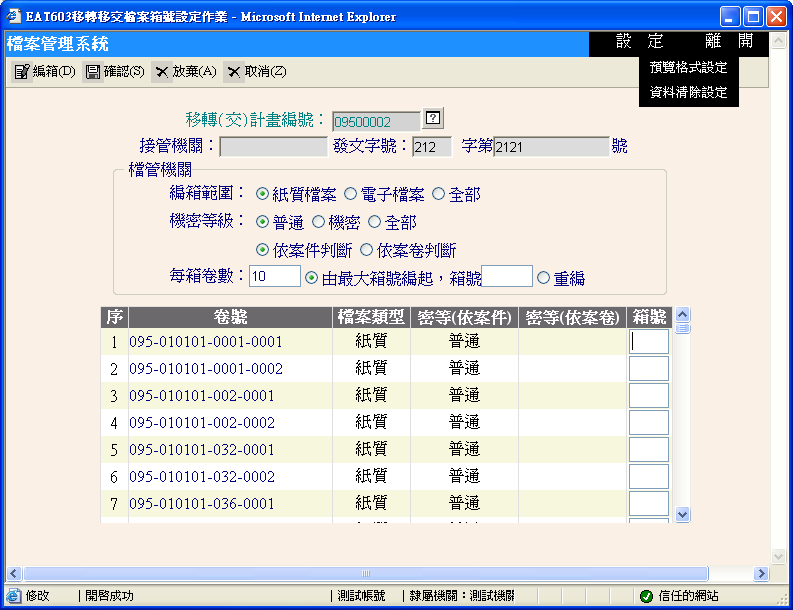 EAT603移轉移交檔案箱號設定作業 - Microsoft Internet Explorer
檔案管理系統 設 定 離 開
編箱(D) 確認(S) 放棄(A) 取消(Z)
預覽格式設定
資料清除設定
移轉(交)計畫編號： 09500002 ?
接管機關： 發文字號： 212 字第 2121 號
檔管機關
編箱範圍： 紙質檔案 電子檔案 全部
機密等級： 普通 機密 全部
依案件判斷 依案卷判斷
每箱卷數： 10 由最大箱號編起，箱號 重編
序 卷號 檔案類型 密等(依案件) 密等(依案卷) 箱號
1 095-010101-0001-0001 紙質 普通
2 095-010101-0001-0002 紙質 普通
3 095-010101-002-0001 紙質 普通
4 095-010101-002-0002 紙質 普通
5 095-010101-032-0001 紙質 普通
6 095-010101-032-0002 紙質 普通
7 095-010101-036-0001 紙質 普通
修改 開啓成功 測試帳號 隸屬機關：測試機關 信任的網站